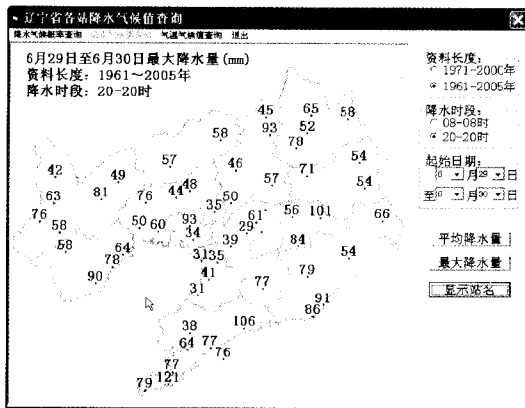 辽宁省各站降水气候值查询
降水气候概率查询 气温气候值查询 退出
6月29日至6月30日最大降水量(mm)
资料长度：1961～2005年
降水时段：20-20时
45 65 58
93 52
58 79
57 46 54
42 49 57 71
63 81 76 44 48 54
35 50
76 58 50 60 93 61 56 101 66
34 29
58 64 39 84
78 31 35 54
90 41 79
31 77
91
86
38 106
64 77
76
77
79 121
资料长度：
1971-2000年
1961-2005年
降水时段：
08-08时
20-20时
起始日期：
6 月 29 日
至 6 月 30 日
平均降水量
最大降水量
显示站名